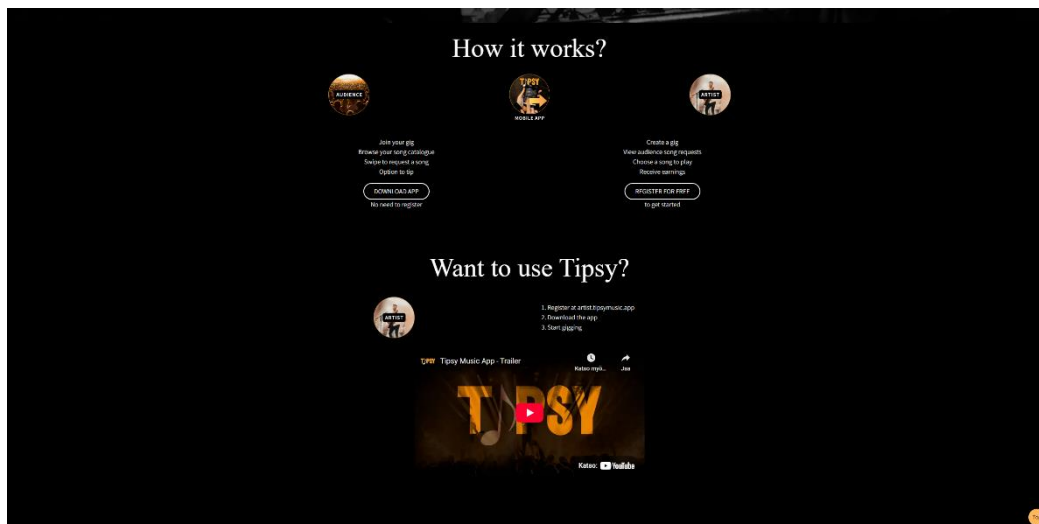 How it works?
AUDIENCE
TIPSY
MOBILE APP
ARTIST
Join your gig
Browse your song catalogue
Swipe to request a song
Option to tip
DOWNLOAD APP
No need to register
Create a gig
View audience song requests
Choose a song to play
Receive earnings
REGISTER FOR FREE
to get started
Want to use Tipsy?
ARTIST
1. Register at artist.tipsymusic.app
2. Download the app
3. Start gigging
TIPSY Tipsy Music App - Trailer
Katso myö...
Jaa
TIPSY
Katso: YouTube